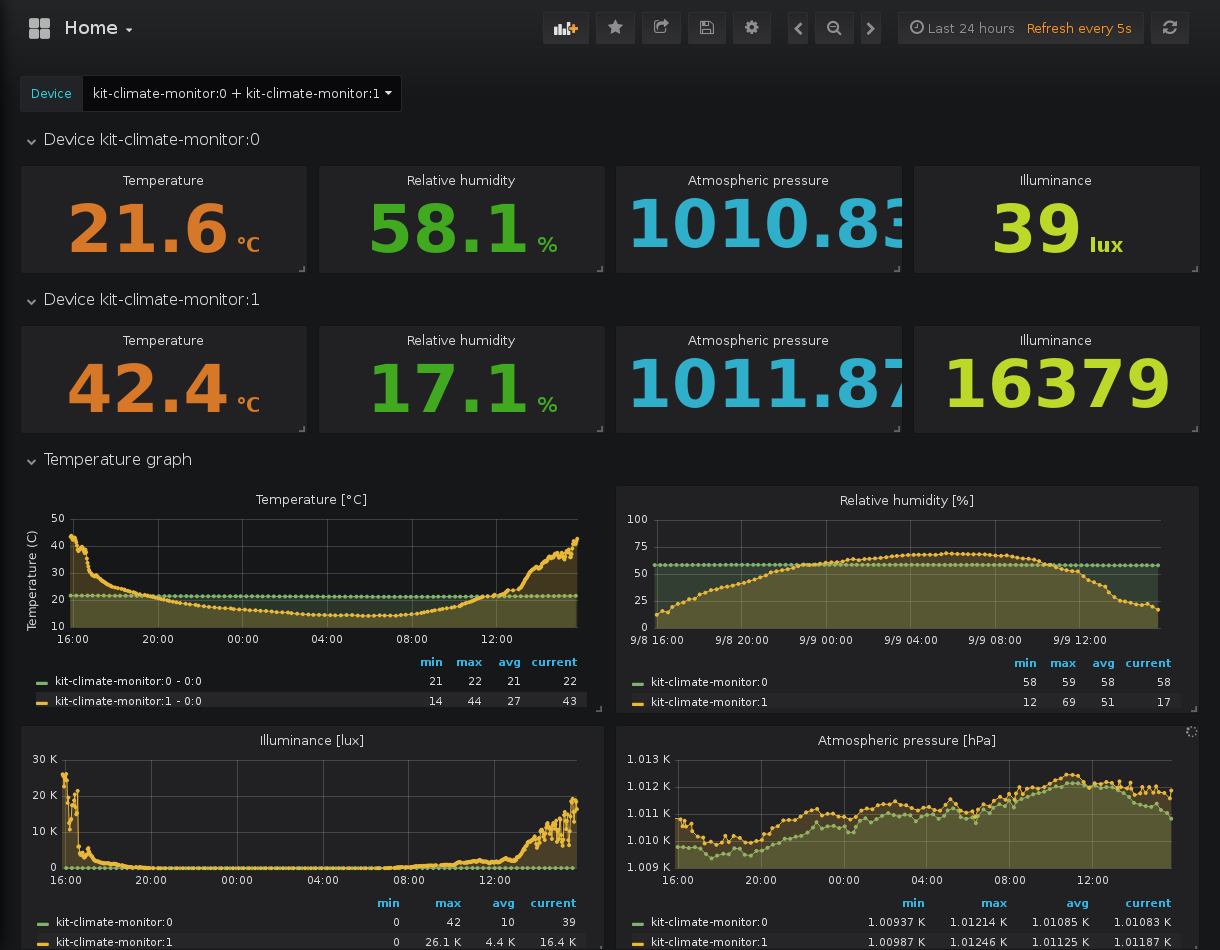 Home
Last 24 hours Refresh every 5s
Device kit-climate-monitor:0 + kit-climate-monitor:1
Device kit-climate-monitor:0
Temperature Relative humidity Atmospheric pressure Illuminance
21.6 °C 58.1 % 1010.83 39 lux
Device kit-climate-monitor:1
Temperature Relative humidity Atmospheric pressure Illuminance
42.4 °C 17.1 % 1011.87 16379
Temperature graph
Temperature [°C]
Temperature (C)
50
40
30
20
10
16:00 20:00 00:00 04:00 08:00 12:00
min max avg current
kit-climate-monitor:0 - 0:0 21 22 21 22
kit-climate-monitor:1 - 0:0 14 44 27 43
Relative humidity [%]
100
75
50
25
0
9/8 16:00 9/8 20:00 9/9 00:00 9/9 04:00 9/9 08:00 9/9 12:00
min max avg current
kit-climate-monitor:0 58 59 58 58
kit-climate-monitor:1 12 69 51 17
Illuminance [lux]
30 K
20 K
10 K
0
16:00 20:00 00:00 04:00 08:00 12:00
min max avg current
kit-climate-monitor:0 0 42 10 39
kit-climate-monitor:1 0 26.1 K 4.4 K 16.4 K
Atmospheric pressure [hPa]
1.013 K
1.012 K
1.011 K
1.010 K
1.009 K
16:00 20:00 00:00 04:00 08:00 12:00
min max avg current
kit-climate-monitor:0 1.00937 K 1.01214 K 1.01085 K 1.01083 K
kit-climate-monitor:1 1.00987 K 1.01246 K 1.01125 K 1.01187 K